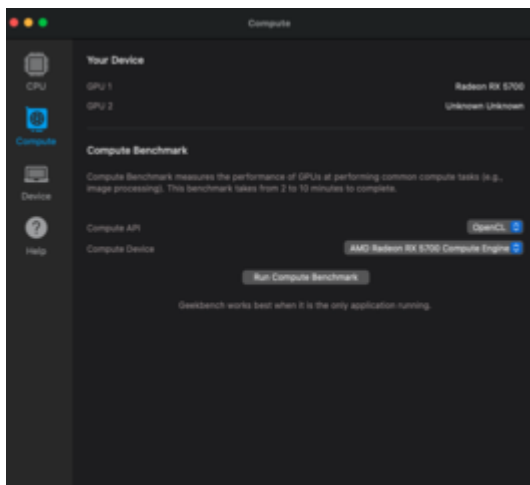 Compute
CPU
Compute
Device
Help
Your Device
GPU 1
Radeon RX 5700
GPU 2
Unknown Unknown
Compute Benchmark
Compute Benchmark measures the performance of GPUs at performing common compute tasks (e.g.,
image processing). This benchmark takes from 2 to 10 minutes to complete.
Compute API
OpenCL
Compute Device
AMD Radeon RX 5700 Compute Engine
Run Compute Benchmark
Geekbench works best when it is the only application running.